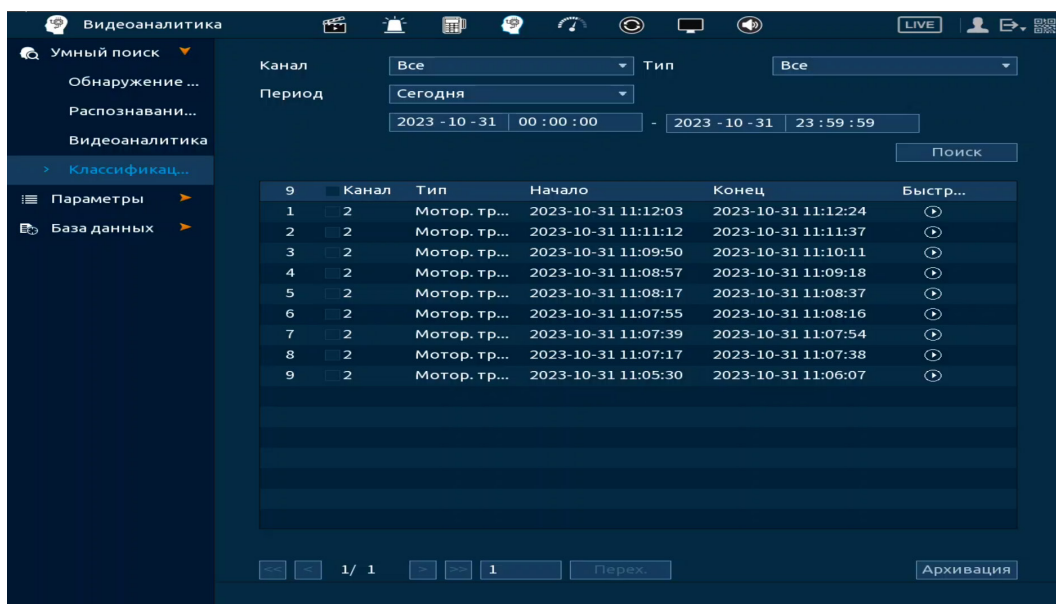 Видеоаналитика LIVE
Умный поиск
Обнаружение ...
Распознавани...
Видеоаналитика
> Классификац...
Параметры
База данных
Канал Все Тип Все
Период Сегодня
2023 -10 -31 00 : 00 : 00 - 2023 -10 -31 23 : 59 : 59
Поиск
9 Канал Тип Начало Конец Быстр...
1 2 Мотор. тр... 2023-10-31 11:12:03 2023-10-31 11:12:24
2 2 Мотор. тр... 2023-10-31 11:11:12 2023-10-31 11:11:37
3 2 Мотор. тр... 2023-10-31 11:09:50 2023-10-31 11:10:11
4 2 Мотор. тр... 2023-10-31 11:08:57 2023-10-31 11:09:18
5 2 Мотор. тр... 2023-10-31 11:08:17 2023-10-31 11:08:37
6 2 Мотор. тр... 2023-10-31 11:07:55 2023-10-31 11:08:16
7 2 Мотор. тр... 2023-10-31 11:07:39 2023-10-31 11:07:54
8 2 Мотор. тр... 2023-10-31 11:07:17 2023-10-31 11:07:38
9 2 Мотор. тр... 2023-10-31 11:05:30 2023-10-31 11:06:07
<< < 1/ 1 > >> 1 Перех. Архивация